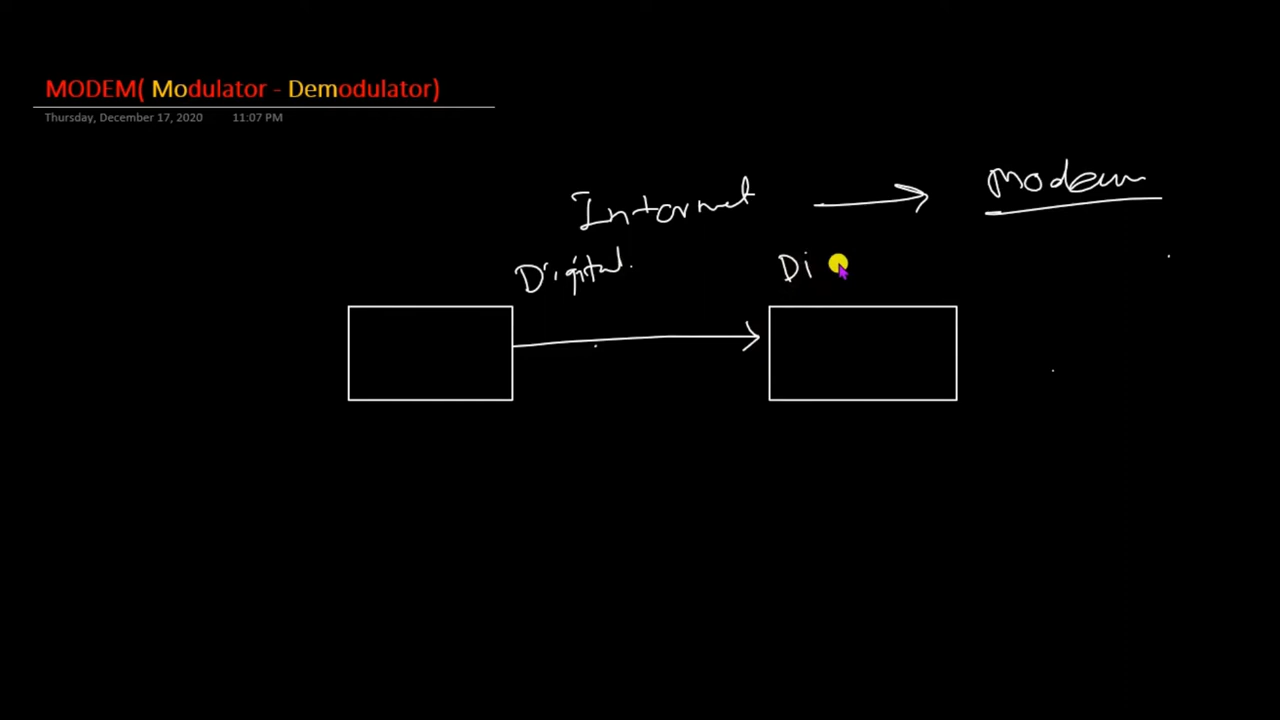 MODEM( Modulator - Demodulator)
Thursday, December 17, 2020 11:07 PM
Internet → Modem
Digital. Di